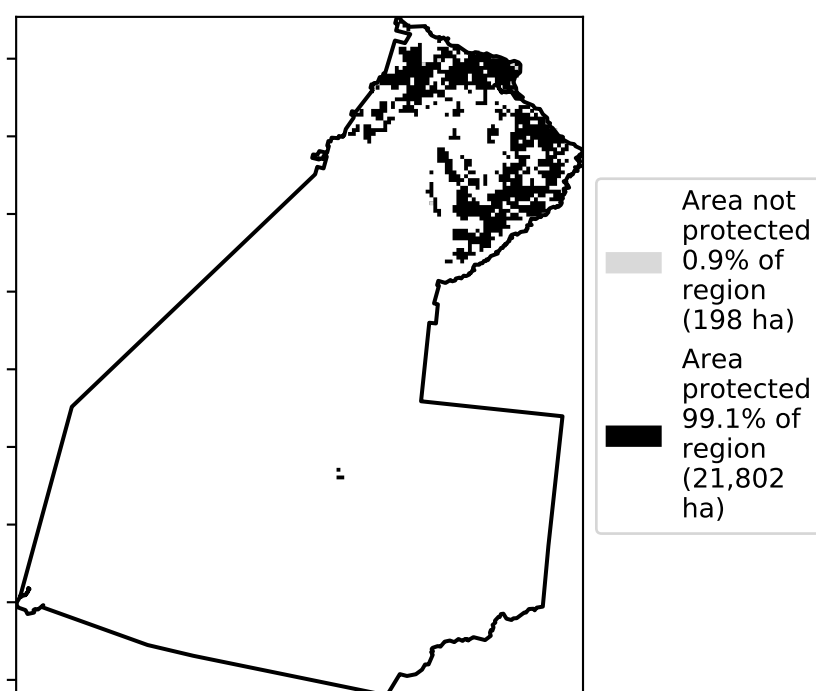 Area not
protected
0.9% of
region
(198 ha)
Area
protected
99.1% of
region
(21,802
ha)